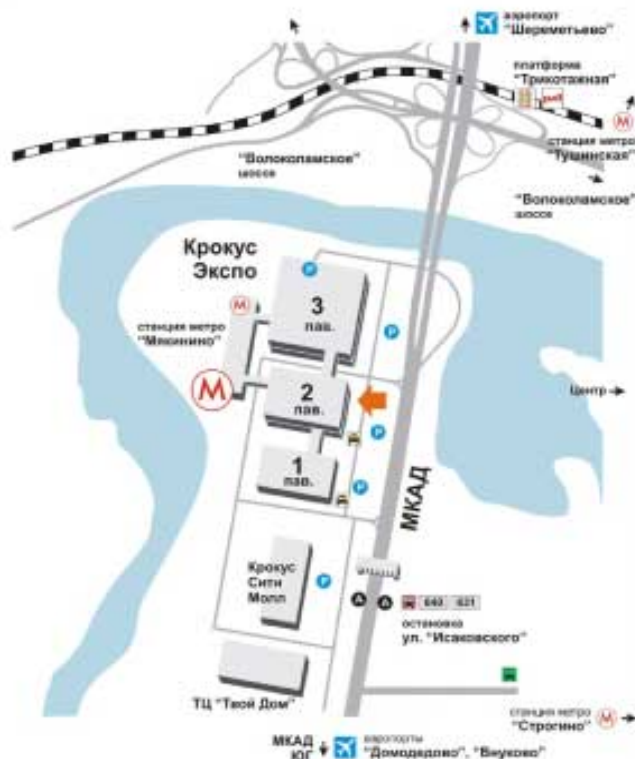 аэропорт
"Шереметьево"
платформа
"Трикотажная"
M
станция метро
"Тушинская"
"Волоколамское"
шоссе
"Волоколамское"
шоссе
Крокус
Экспо
P
3
пав.
M
станция метро
"Мякинино"
P
M
2
пав.
Центр
P
1
пав.
P
МКАД
Крокус
Сити
Молл
P
А
А
640
631
остановка
ул. "Исаковского"
ТЦ "Твой Дом"
станция метро
"Строгино"
M
МКАД
ЮГ
аэропорты
"Домодедово", "Внуково"